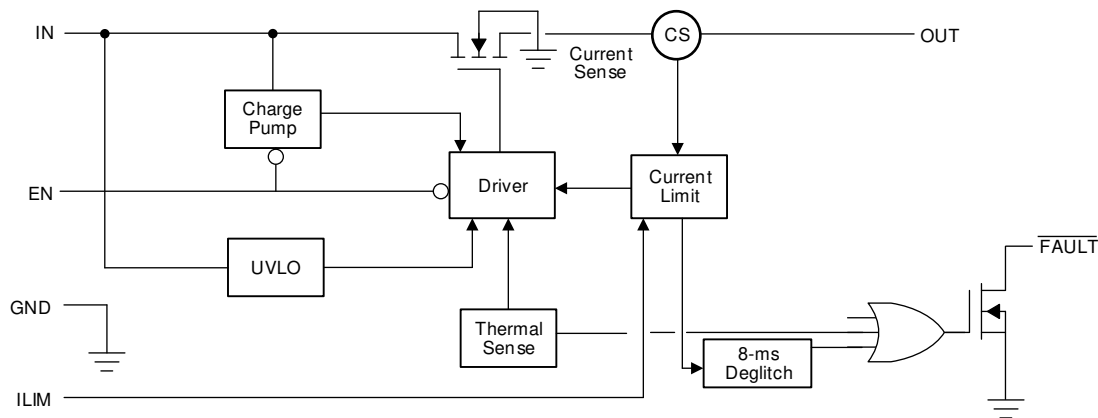 IN
CS
OUT
Current
Sense
Charge
Pump
EN
Driver
Current
Limit
FAULT
UVLO
GND
Thermal
Sense
8-ms
Deglitch
ILIM